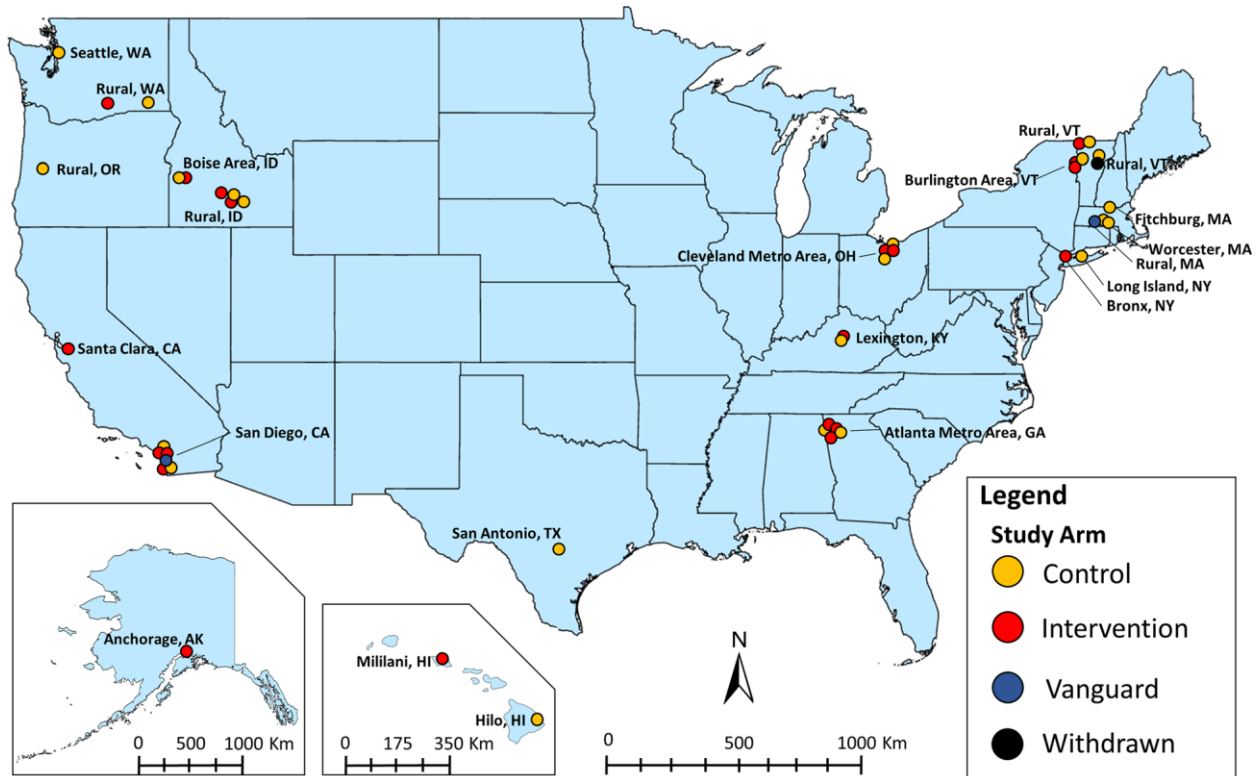 Seattle, WA
Rural, WA
Rural, OR
Boise Area, ID
Rural, ID
Santa Clara, CA
San Diego, CA
San Antonio, TX
Cleveland Metro Area, OH
Lexington, KY
Atlanta Metro Area, GA
Rural, VT
Rural, VT
Burlington Area, VT
Fitchburg, MA
Worcester, MA
Rural, MA
Long Island, NY
Bronx, NY
Anchorage, AK
0 500 1000 Km
Mililani, HI
Hilo, HI
0 175 350 Km
N
0 500 1000 Km
Legend
Study Arm
Control
Intervention
Vanguard
Withdrawn